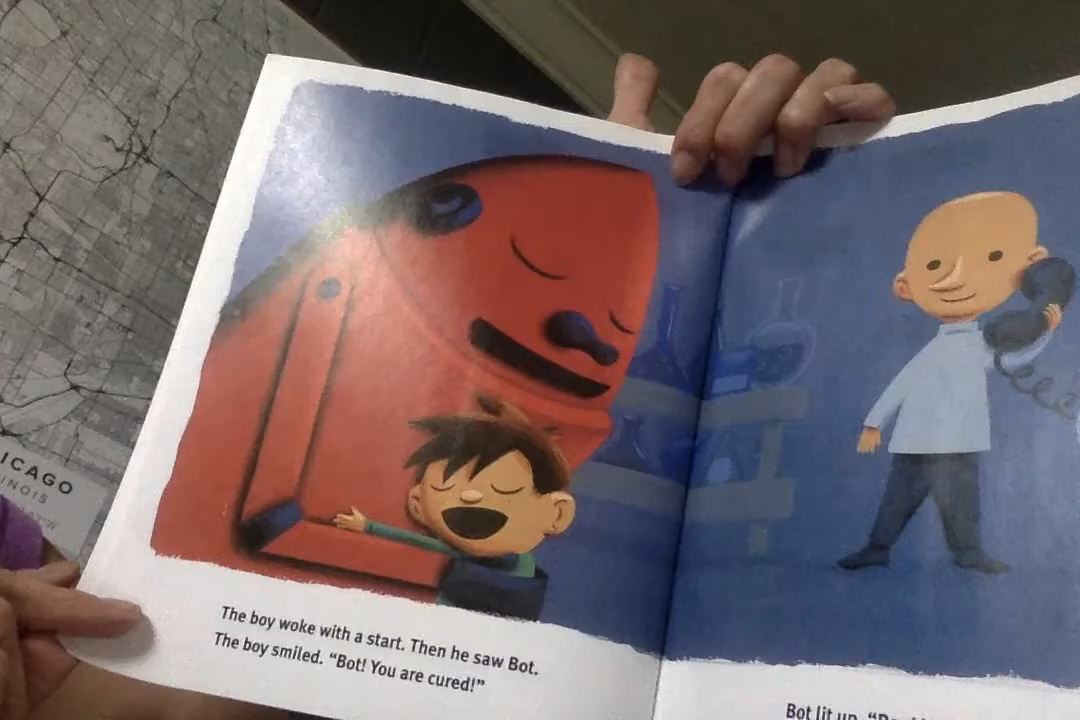 ICAGO
INOIS
The boy woke with a start. Then he saw Bot.
The boy smiled. “Bot! You are cured!”
Bot lit up.